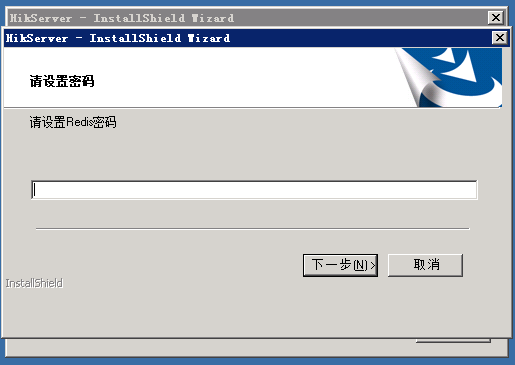 HikServer - InstallShield Wizard
HikServer - InstallShield Wizard
请设置密码
请设置Redis密码
下一步(N)>
取消
InstallShield